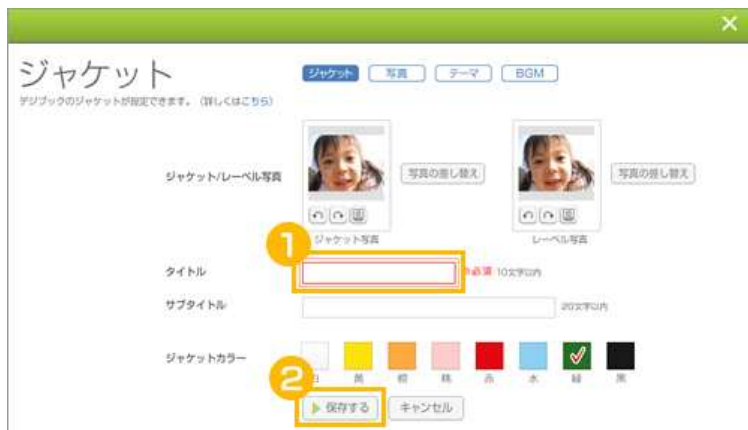 ×
ジャケット
ジャケット 写真 テーマ BGM
デジブックのジャケットが設定できます。（詳しくはこちら）
ジャケット/レーベル写真
写真の差し替え
写真の差し替え
ジャケット写真
レーベル写真
1
タイトル
※必須 10文字以内
サブタイトル
20文字以内
ジャケットカラー
白 黄 橙 桃 赤 水 緑 黒
2
保存する キャンセル